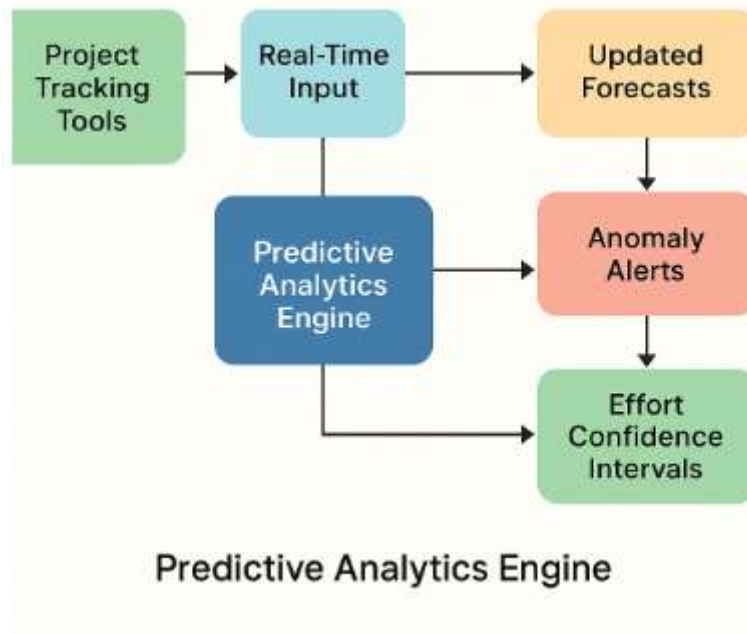 Project
Tracking
Tools
Real-Time
Input
Updated
Forecasts
Predictive
Analytics
Engine
Anomaly
Alerts
Effort
Confidence
Intervals
Predictive Analytics Engine